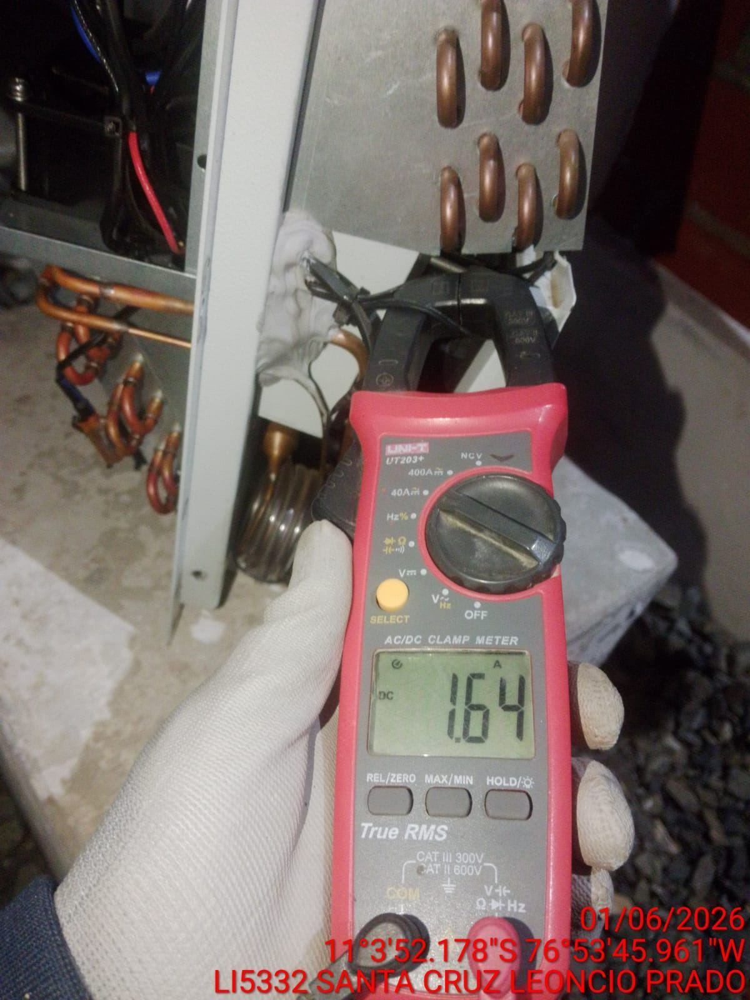 UNI-T
UT203+
NCV
400A
40A
Hz%
Ω
V
V~
Hz
OFF
SELECT
AC/DC CLAMP METER
A
DC
1.64
REL/ZERO MAX/MIN HOLD/
True RMS
CAT III 300V
CAT II 600V
COM
V
Ω Hz
01/06/2026
11°3'52.178"S 76°53'45.961"W
LI5332 SANTA CRUZ LEONCIO PRADO